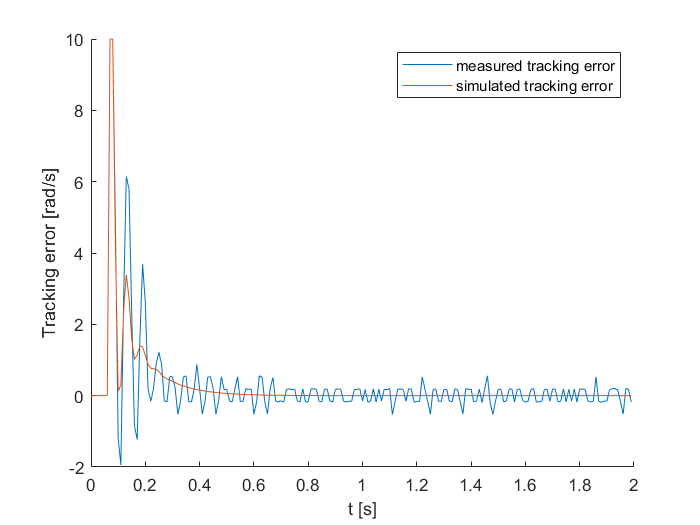 measured tracking error
simulated tracking error
Tracking error [rad/s]
10
8
6
4
2
0
-2
0 0.2 0.4 0.6 0.8 1 1.2 1.4 1.6 1.8 2
t [s]